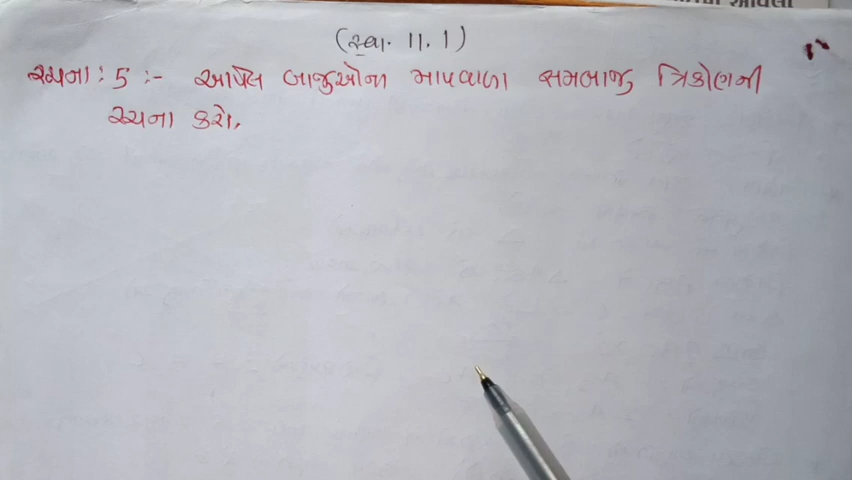 (સ્વા. 11.1)
રચના : 5 :- આપેલ બાજુઓના માપવાળા સમબાજુ ત્રિકોણની
રચના કરો.